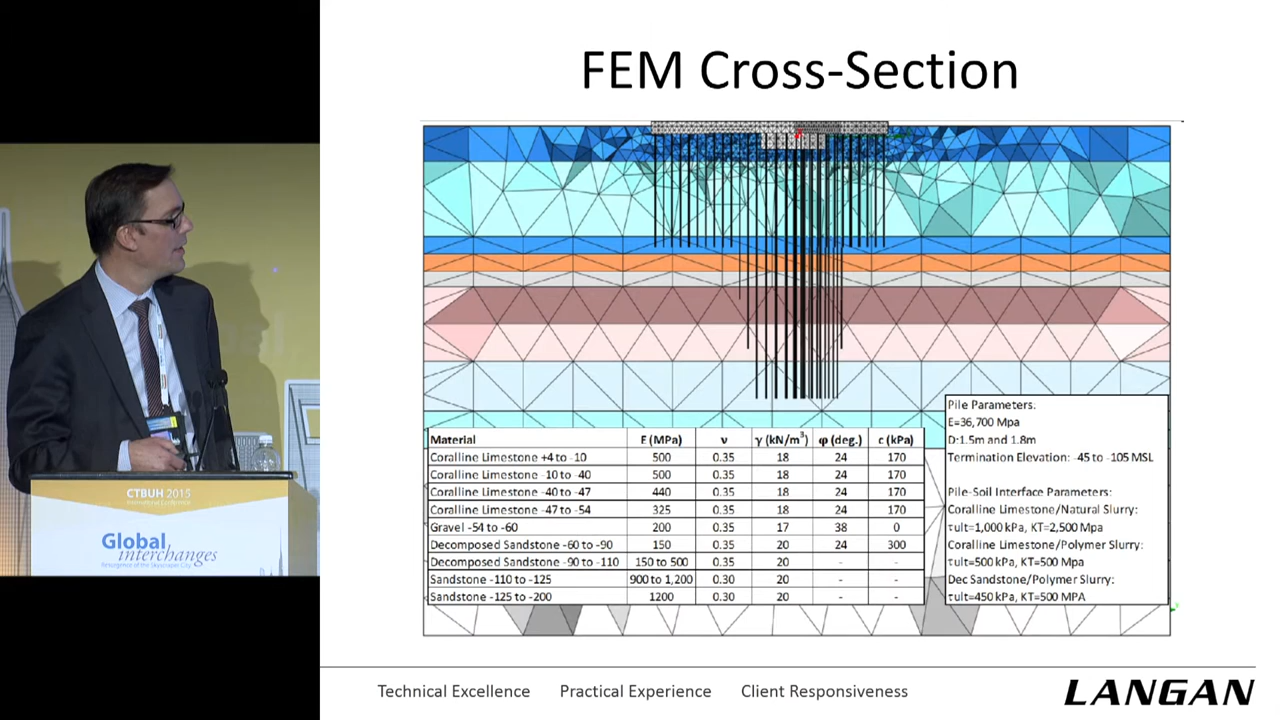 FEM Cross-Section
Material E (MPa) ν γ (kN/m³) φ (deg.) c (kPa)
Coralline Limestone +4 to -10 500 0.35 18 24 170
Coralline Limestone -10 to -40 500 0.35 18 24 170
Coralline Limestone -40 to -47 440 0.35 18 24 170
Coralline Limestone -47 to -54 325 0.35 18 24 170
Gravel -54 to -60 200 0.35 17 38 0
Decomposed Sandstone -60 to -90 150 0.35 20 24 300
Decomposed Sandstone -90 to -110 150 to 500 0.35 20 - -
Sandstone -110 to -125 900 to 1,200 0.30 20 - -
Sandstone -125 to -200 1200 0.30 20 - -
Pile Parameters:
E=36,700 Mpa
D:1.5m and 1.8m
Termination Elevation: -45 to -105 MSL
Pile-Soil Interface Parameters:
Coralline Limestone/Natural Slurry:
τult=1,000 kPa, KT=2,500 Mpa
Coralline Limestone/Polymer Slurry:
τult=500 kPa, KT=500 Mpa
Dec Sandstone/Polymer Slurry:
τult=450 kPa, KT=500 MPA
CTBUH 2015
International Conference
Global
interchanges
Resurgence of the Skyscraper City
Technical Excellence Practical Experience Client Responsiveness
LANGAN